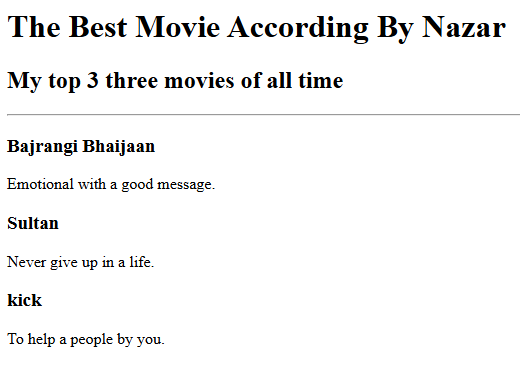 The Best Movie According By Nazar
My top 3 three movies of all time
Bajrangi Bhaijaan
Emotional with a good message.
Sultan
Never give up in a life.
kick
To help a people by you.